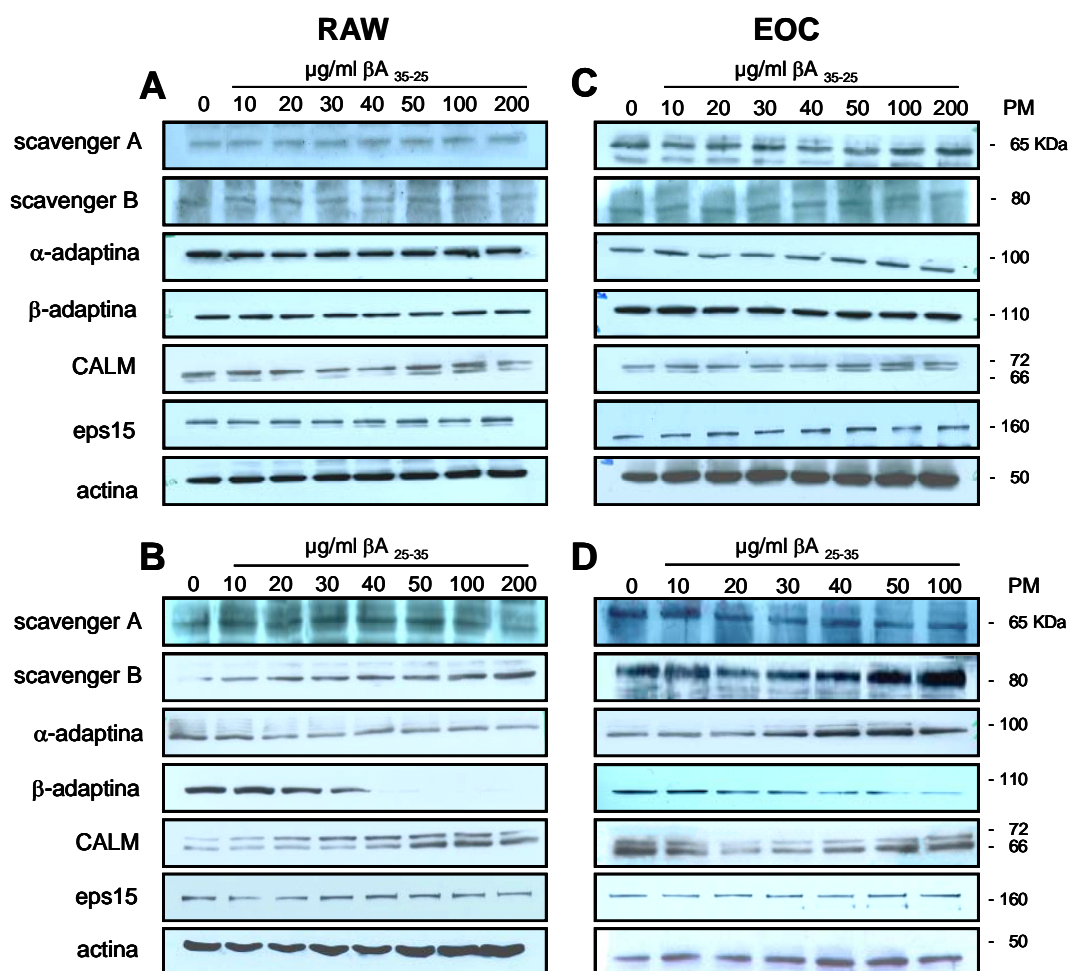 RAW EOC
A µg/ml βA 35-25 C µg/ml βA 35-25
0 10 20 30 40 50 100 200 0 10 20 30 40 50 100 200 PM
scavenger A - 65 KDa
scavenger B - 80
α-adaptina - 100
β-adaptina - 110
CALM - 72
- 66
eps15 - 160
actina - 50
B µg/ml βA 25-35 D µg/ml βA 25-35
0 10 20 30 40 50 100 200 0 10 20 30 40 50 100 PM
scavenger A - 65 KDa
scavenger B - 80
α-adaptina - 100
β-adaptina - 110
CALM - 72
- 66
eps15 - 160
actina - 50